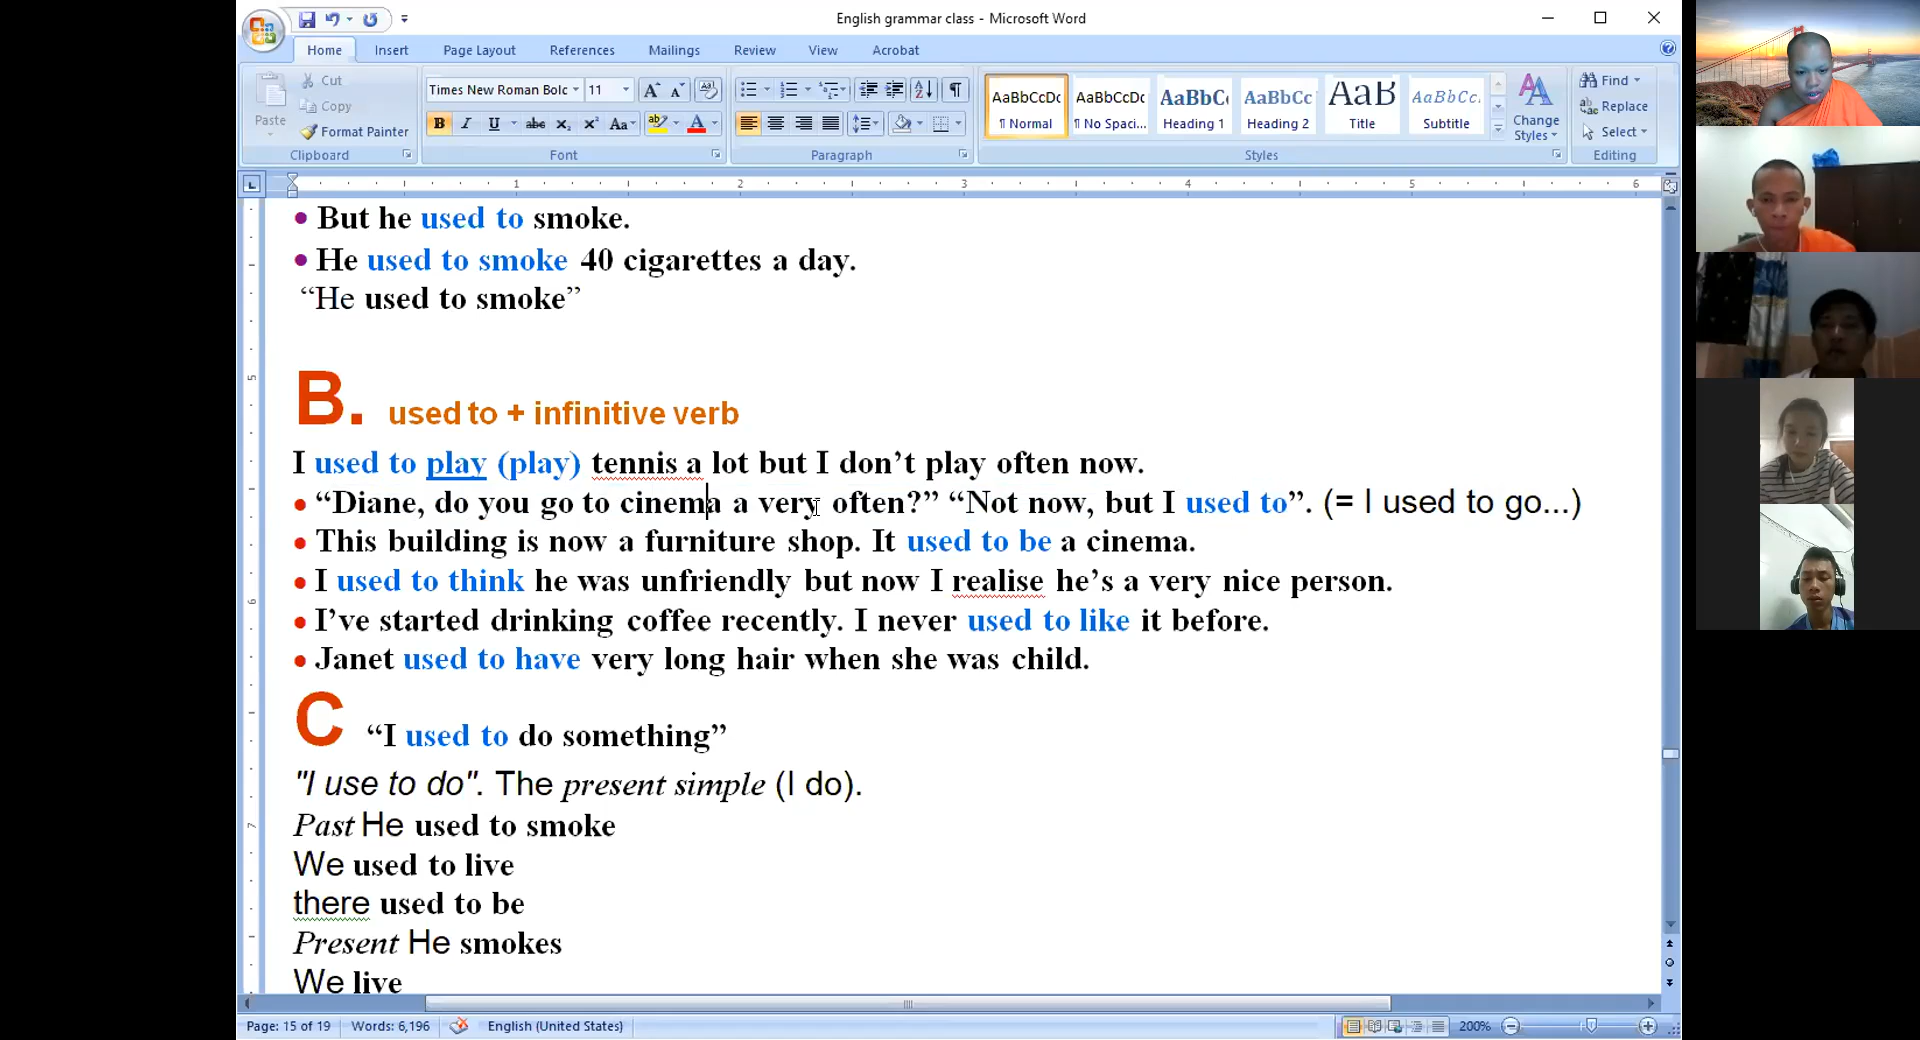 English grammar class - Microsoft Word
Home Insert Page Layout References Mailings Review View Acrobat
Paste
Cut
Copy
Format Painter
Clipboard
Times New Roman Bolc 11
Font
Paragraph
AaBbCcDc AaBbCcDc AaBbC AaBbCc AaB AaBbCc.
¶ Normal ¶ No Spaci... Heading 1 Heading 2 Title Subtitle
Change Styles
Styles
Find
Replace
Select
Editing
1 2 3 4 5 6
• But he used to smoke.
• He used to smoke 40 cigarettes a day.
“He used to smoke”
B. used to + infinitive verb
I used to play (play) tennis a lot but I don’t play often now.
• “Diane, do you go to cinema a very often?” “Not now, but I used to”. (= I used to go...)
• This building is now a furniture shop. It used to be a cinema.
• I used to think he was unfriendly but now I realise he’s a very nice person.
• I’ve started drinking coffee recently. I never used to like it before.
• Janet used to have very long hair when she was child.
C “I used to do something”
"I use to do". The present simple (I do).
Past He used to smoke
We used to live
there used to be
Present He smokes
We live
Page: 15 of 19 Words: 6,196 English (United States) 200%